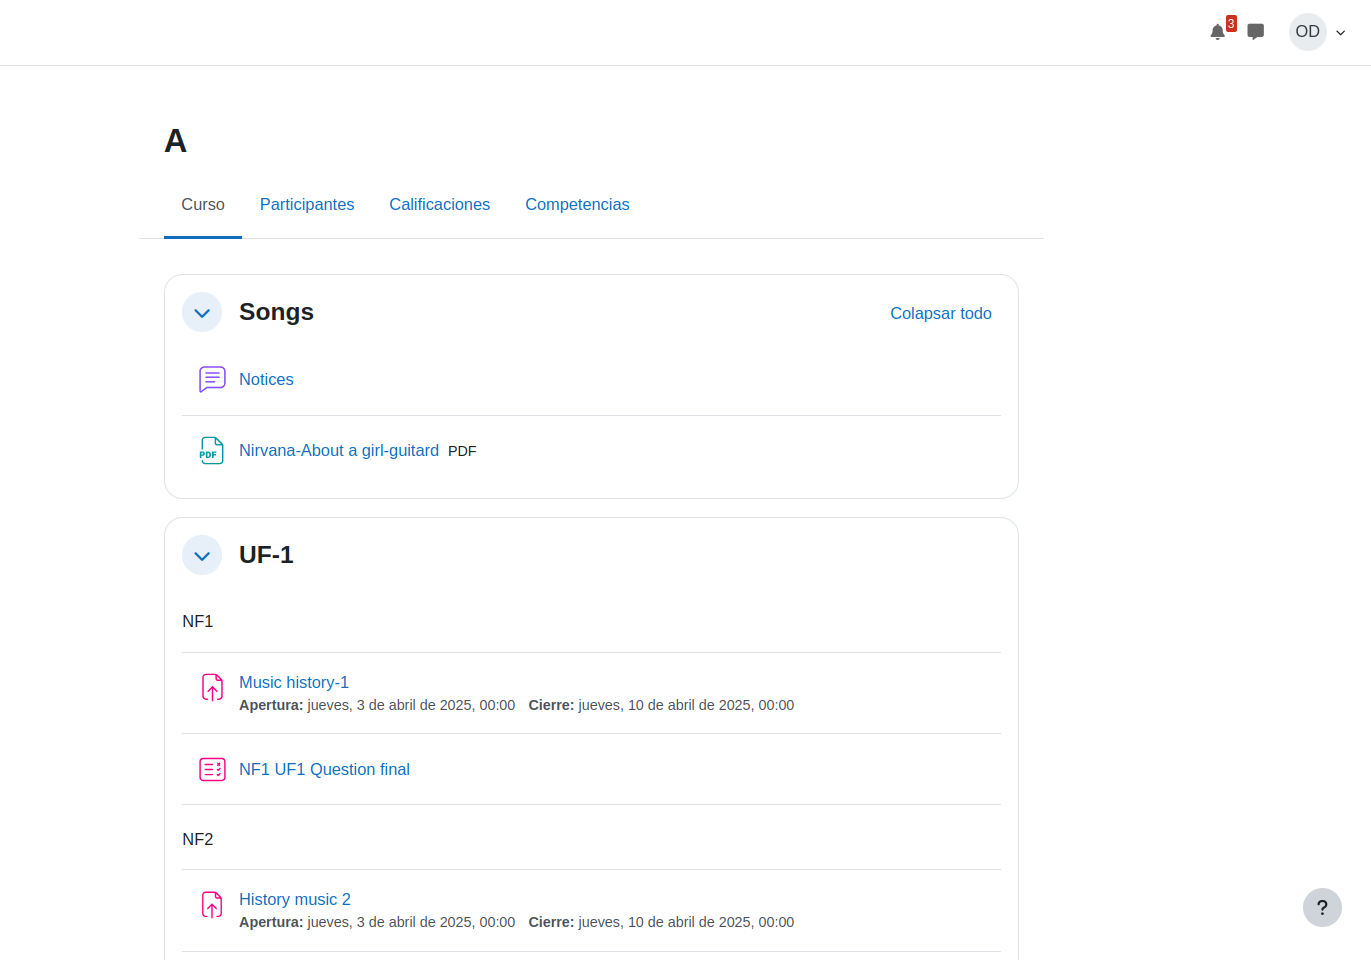 3
OD
A
Curso Participantes Calificaciones Competencias
Songs
Colapsar todo
Notices
PDF
Nirvana-About a girl-guitard PDF
UF-1
NF1
Music history-1
Apertura: jueves, 3 de abril de 2025, 00:00 Cierre: jueves, 10 de abril de 2025, 00:00
NF1 UF1 Question final
NF2
History music 2
Apertura: jueves, 3 de abril de 2025, 00:00 Cierre: jueves, 10 de abril de 2025, 00:00
?